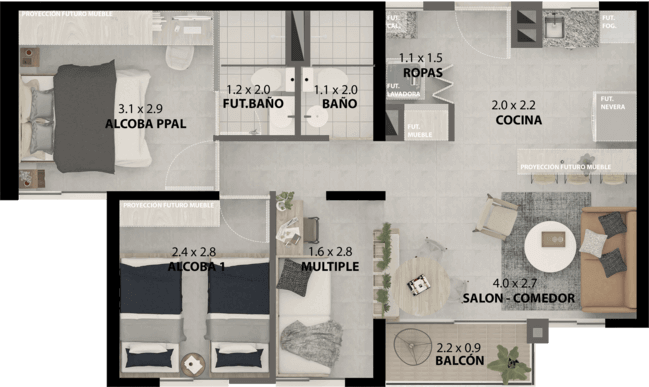 PROYECCIÓN FUTURO MUEBLE
FUT.
CAL.
FUT.
FOG.
1.1 x 1.5
ROPAS
3.1 x 2.9
ALCOBA PPAL
1.2 x 2.0
FUT.BAÑO
1.1 x 2.0
BAÑO
FUT.
LAVADORA
2.0 x 2.2
COCINA
FUT.
NEVERA
FUT.
MUEBLE
PROYECCIÓN FUTURO MUEBLE
PROYECCIÓN FUTURO MUEBLE
2.4 x 2.8
ALCOBA 1
1.6 x 2.8
MULTIPLE
4.0 x 2.7
SALON - COMEDOR
2.2 x 0.9
BALCÓN